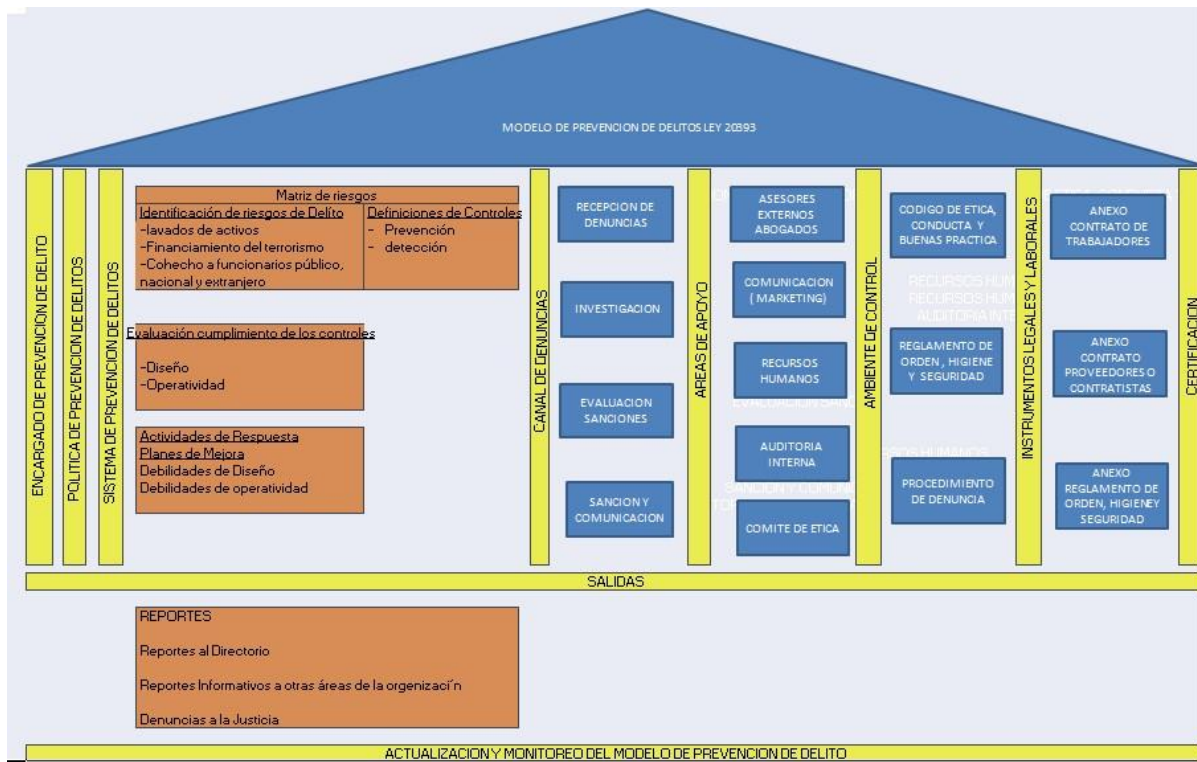 MODELO DE PREVENCION DE DELITOS LEY 20393
ENCARGADO DE PREVENCION DE DELITO
POLITICA DE PREVENCION DE DELITOS
SISTEMA DE PREVENCION DE DELITOS
Matriz de riesgos
Identificación de riesgos de Delíto
-lavados de activos
-Financiamiento del terrorismo
-Cohecho a funcionarios público,
nacional y extranjero
Definiciones de Controles
- Prevención
- detección
Evaluación cumplimiento de los controles
-Diseño
-Operatividad
Actividades de Respuesta
Planes de Mejora
Debilidades de Diseño
Debilidades de operatividad
CANAL DE DENUNCIAS
RECEPCION DE
DENUNCIAS
INVESTIGACION
EVALUACION
SANCIONES
SANCION Y
COMUNICACION
AREAS DE APOYO
ASESORES
EXTERNOS
ABOGADOS
COMUNICACION
( MARKETING)
RECURSOS
HUMANOS
AUDITORIA
INTERNA
COMITE DE ETICA
AMBIENTE DE CONTROL
CODIGO DE ETICA,
CONDUCTA Y
BUENAS PRACTICA
RECURSOS HUM
RECURSOS HUM
AUDITORIA INTE
REGLAMENTO DE
ORDEN , HIGIENE
Y SEGURIDAD
PROCEDIMIENTO
DE DENUNCIA
INSTRUMENTOS LEGALES Y LABORALES
ANEXO
CONTRATO DE
TRABAJADORES
ANEXO
CONTRATO
PROVEEDORES O
CONTRATISTAS
ANEXO
REGLAMENTO DE
ORDEN, HIGIENEY
SEGURIDAD
CERTIFICACION
SALIDAS
REPORTES
Reportes al Directorio
Reportes Informativos a otras áreas de la orgenizaci´n
Denuncias a la Justicia
ACTUALIZACION Y MONITOREO DEL MODELO DE PREVENCION DE DELITO